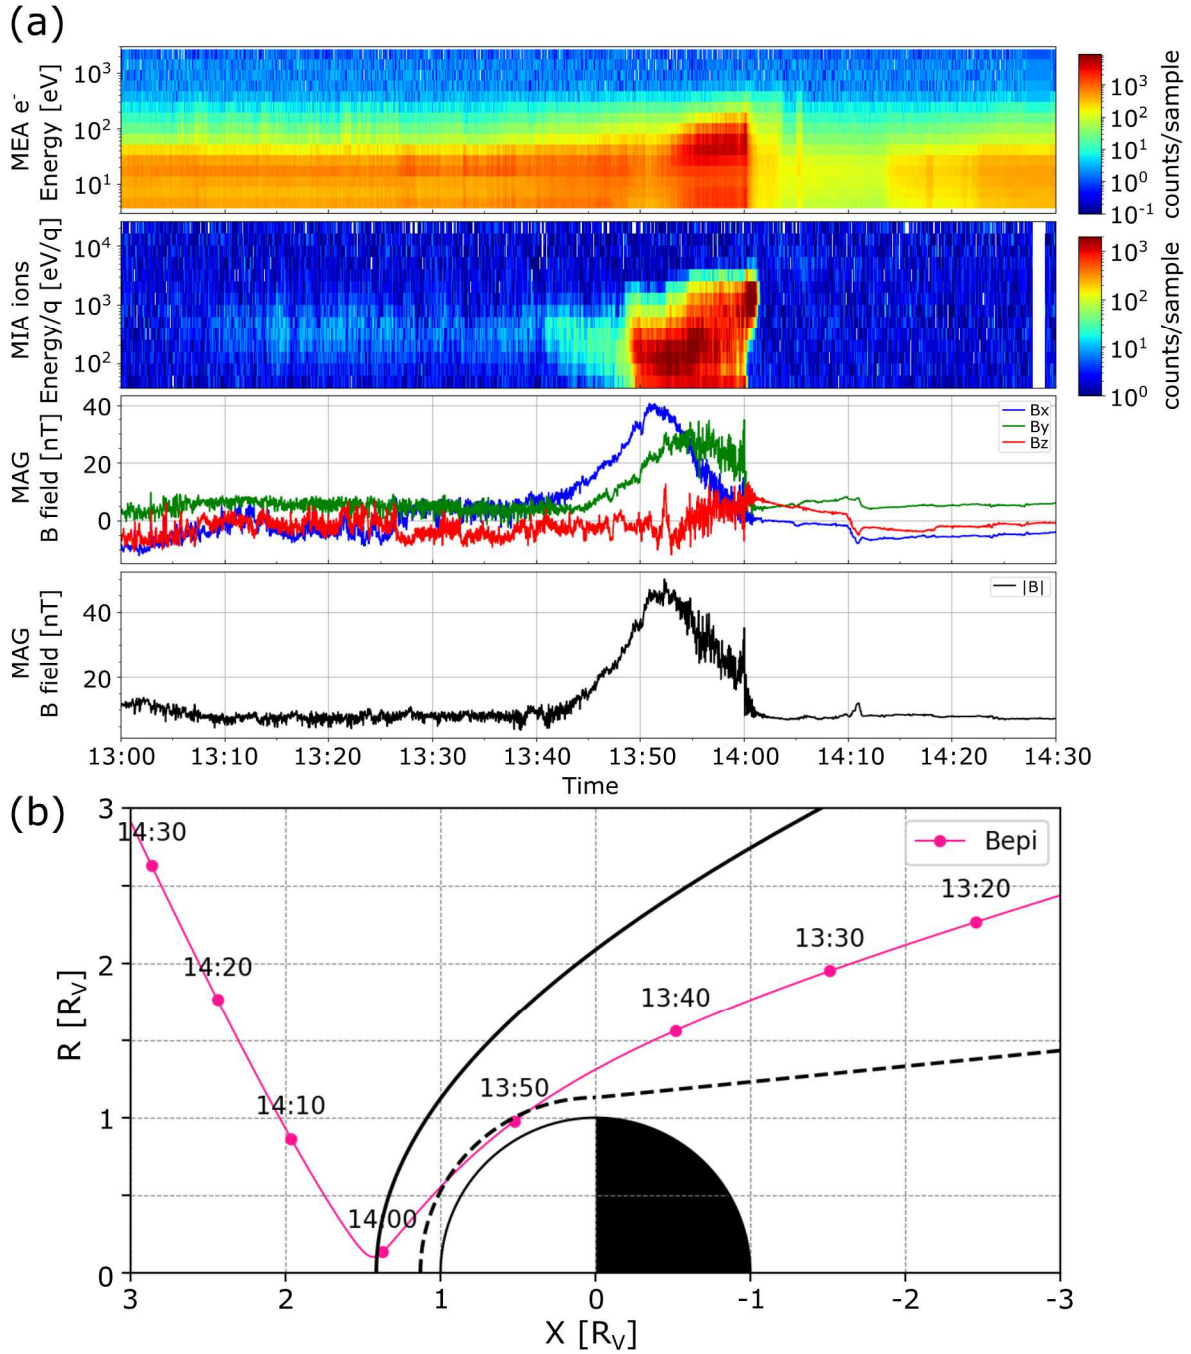 (a)
MEA e-
Energy [eV]
10³
10²
10¹
10³
10²
10¹
10⁰
10⁻¹
counts/sample
MIA ions
Energy/q [eV/q]
10⁴
10³
10²
10³
10²
10¹
10⁰
counts/sample
MAG
B field [nT]
40
20
0
Bx
By
Bz
MAG
B field [nT]
40
20
|B|
13:00 13:10 13:20 13:30 13:40 13:50 14:00 14:10 14:20 14:30
Time
(b)
R [R_V]
3
2
1
0
14:30
14:20
14:10
14:00
13:50
13:40
13:30
13:20
Bepi
3 2 1 0 -1 -2 -3
X [R_V]